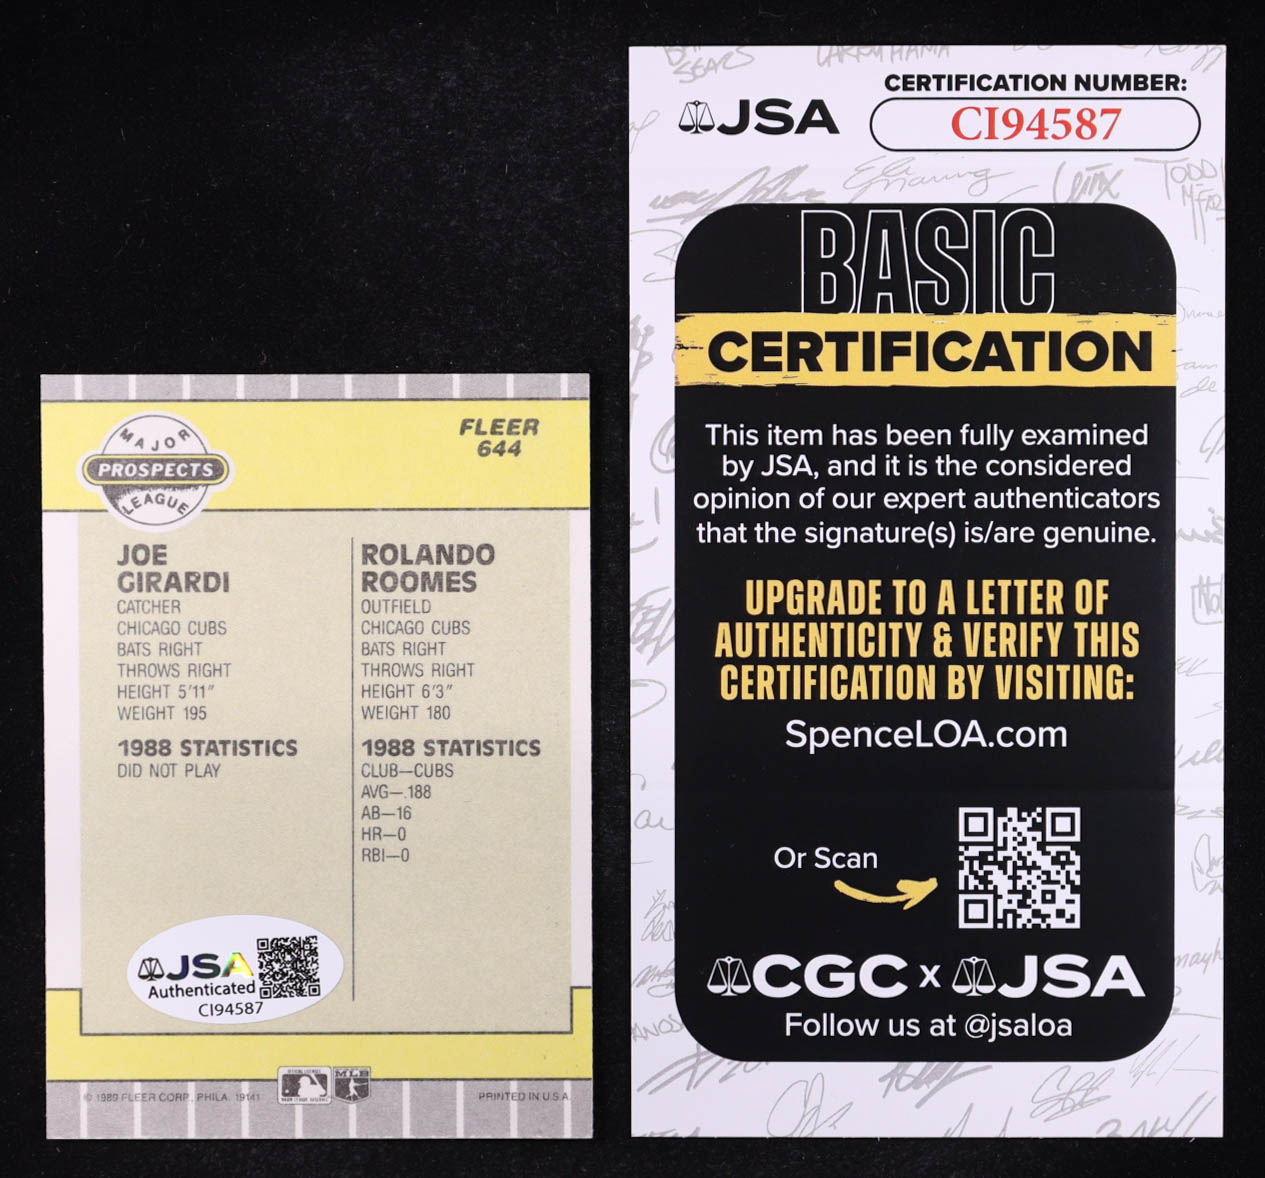 MAJOR
PROSPECTS
LEAGUE
FLEER
644
JOE
GIRARDI
CATCHER
CHICAGO CUBS
BATS RIGHT
THROWS RIGHT
HEIGHT 5'11"
WEIGHT 195
1988 STATISTICS
DID NOT PLAY
ROLANDO
ROOMES
OUTFIELD
CHICAGO CUBS
BATS RIGHT
THROWS RIGHT
HEIGHT 6'3"
WEIGHT 180
1988 STATISTICS
CLUB—CUBS
AVG—.188
AB—16
HR—0
RBI—0
JSA
Authenticated
CI94587
MLB
© 1989 FLEER CORP., PHILA. 19141
PRINTED IN U.S.A.
JSA
CERTIFICATION NUMBER:
CI94587
BASIC
CERTIFICATION
This item has been fully examined
by JSA, and it is the considered
opinion of our expert authenticators
that the signature(s) is/are genuine.
UPGRADE TO A LETTER OF
AUTHENTICITY & VERIFY THIS
CERTIFICATION BY VISITING:
SpenceLOA.com
Or Scan
CGC x JSA
Follow us at @jsaloa